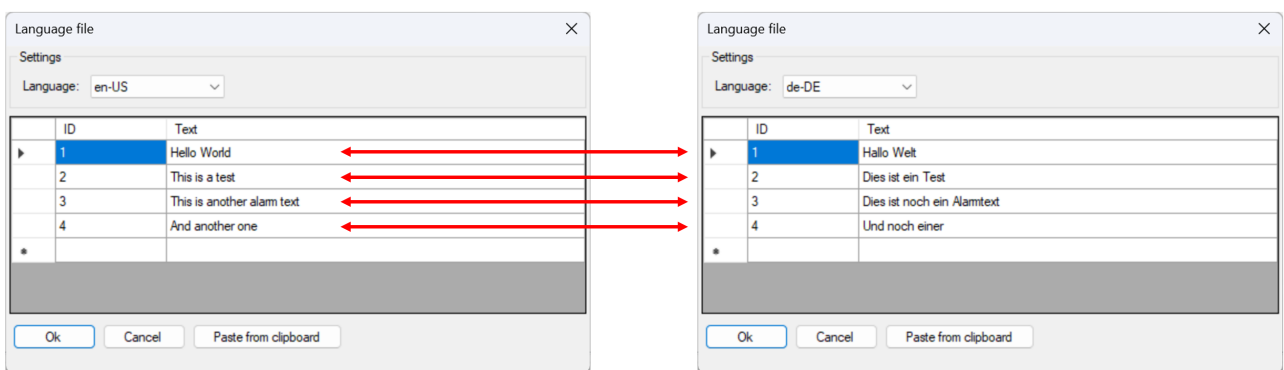 Language file
Settings
Language: en-US
ID Text
1 Hello World
2 This is a test
3 This is another alarm text
4 And another one
*
Ok Cancel Paste from clipboard
Language file
Settings
Language: de-DE
ID Text
1 Hallo Welt
2 Dies ist ein Test
3 Dies ist noch ein Alarmtext
4 Und noch einer
*
Ok Cancel Paste from clipboard